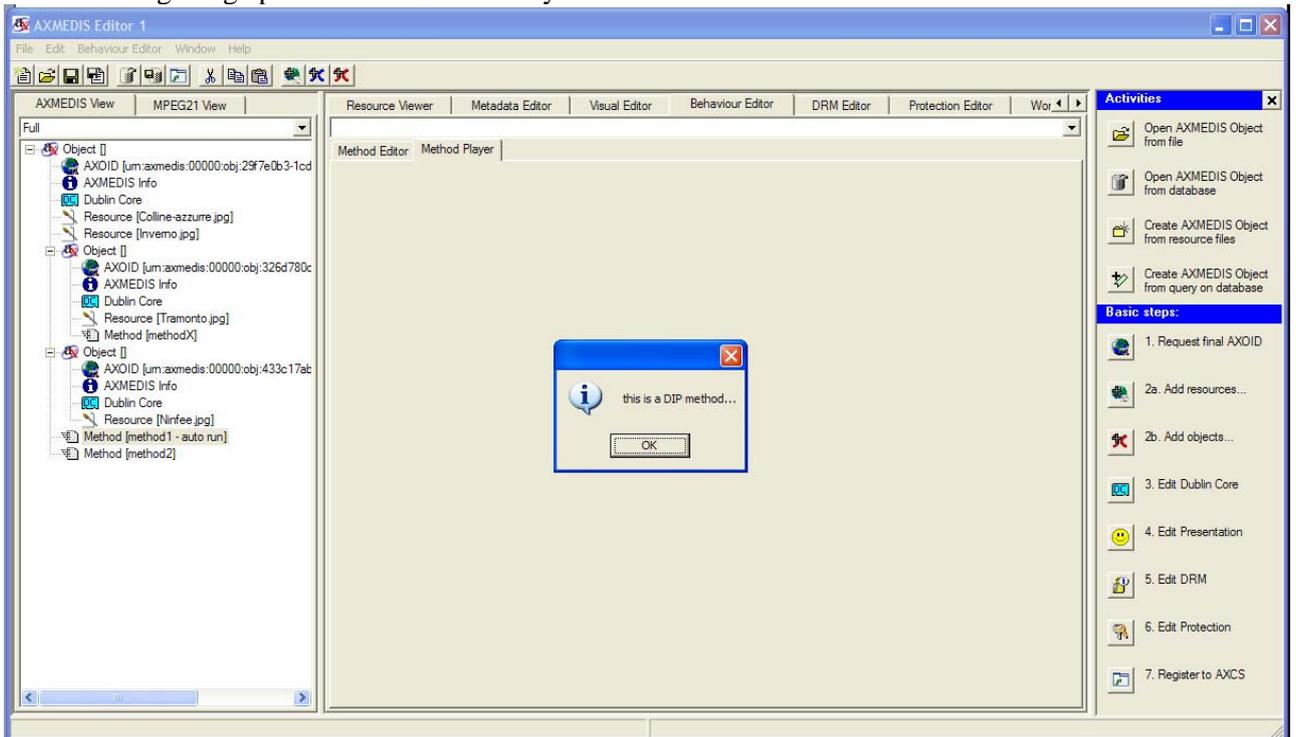 AXMEDIS Editor 1
File Edit Behaviour Editor Window Help
AXMEDIS View MPEG21 View
Full
Object []
AXOID [urn:axmedis:00000:obj:29f7e0b3-1cd
AXMEDIS Info
Dublin Core
Resource [Colline-azzurre.jpg]
Resource [Inverno.jpg]
Object []
AXOID [urn:axmedis:00000:obj:326d780c
AXMEDIS Info
Dublin Core
Resource [Tramonto.jpg]
Method [methodX]
Object []
AXOID [urn:axmedis:00000:obj:433c17ab
AXMEDIS Info
Dublin Core
Resource [Ninfee.jpg]
Method [method1 - auto run]
Method [method2]
Resource Viewer Metadata Editor Visual Editor Behaviour Editor DRM Editor Protection Editor Wor
Method Editor Method Player
this is a DIP method...
OK
Activities
Open AXMEDIS Object
from file
Open AXMEDIS Object
from database
Create AXMEDIS Object
from resource files
Create AXMEDIS Object
from query on database
Basic steps:
1. Request final AXOID
2a. Add resources...
2b. Add objects...
3. Edit Dublin Core
4. Edit Presentation
5. Edit DRM
6. Edit Protection
7. Register to AXCS